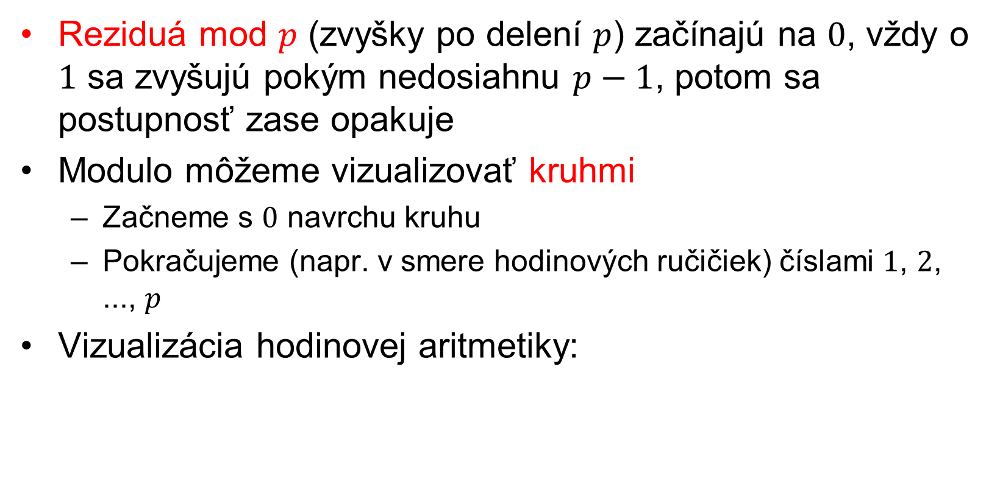 • Reziduá mod p (zvyšky po delení p) začínajú na 0, vždy o
1 sa zvyšujú pokým nedosiahnu p − 1, potom sa
postupnosť zase opakuje
• Modulo môžeme vizualizovať kruhmi
– Začneme s 0 navrchu kruhu
– Pokračujeme (napr. v smere hodinových ručičiek) číslami 1, 2,
..., p
• Vizualizácia hodinovej aritmetiky: